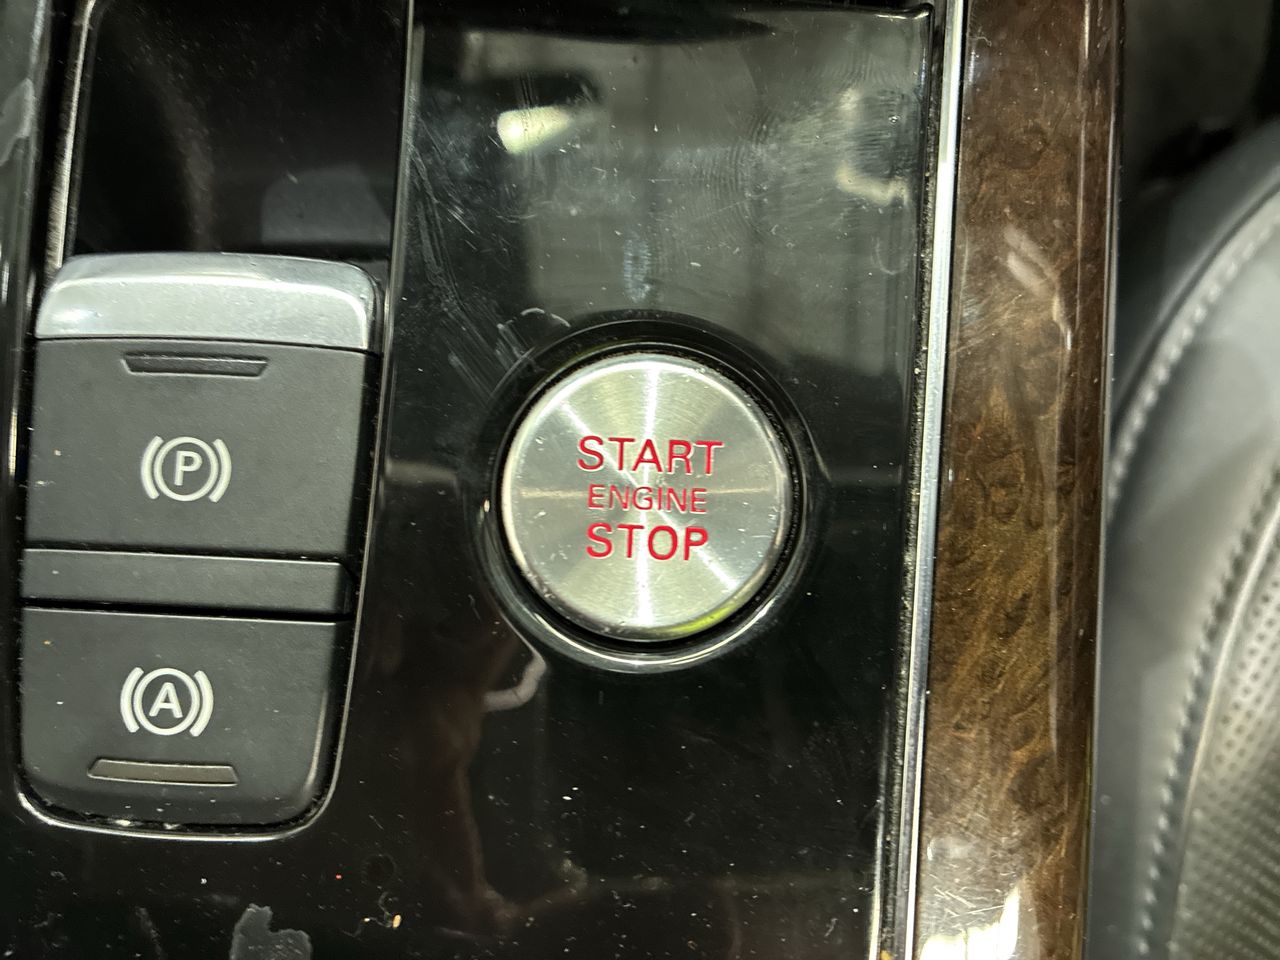 START
ENGINE
STOP
(P)
(A)